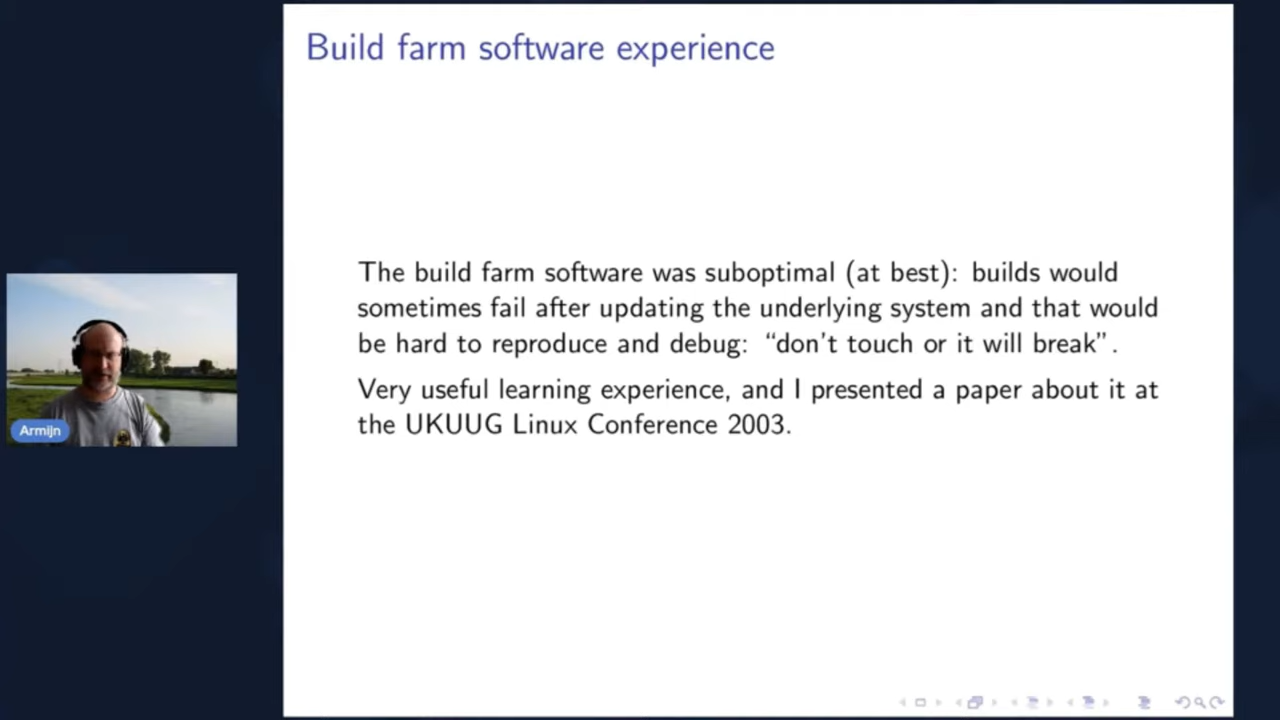 Build farm software experience
The build farm software was suboptimal (at best): builds would
sometimes fail after updating the underlying system and that would
be hard to reproduce and debug: “don't touch or it will break”.
Very useful learning experience, and I presented a paper about it at
the UKUUG Linux Conference 2003.
Armijn